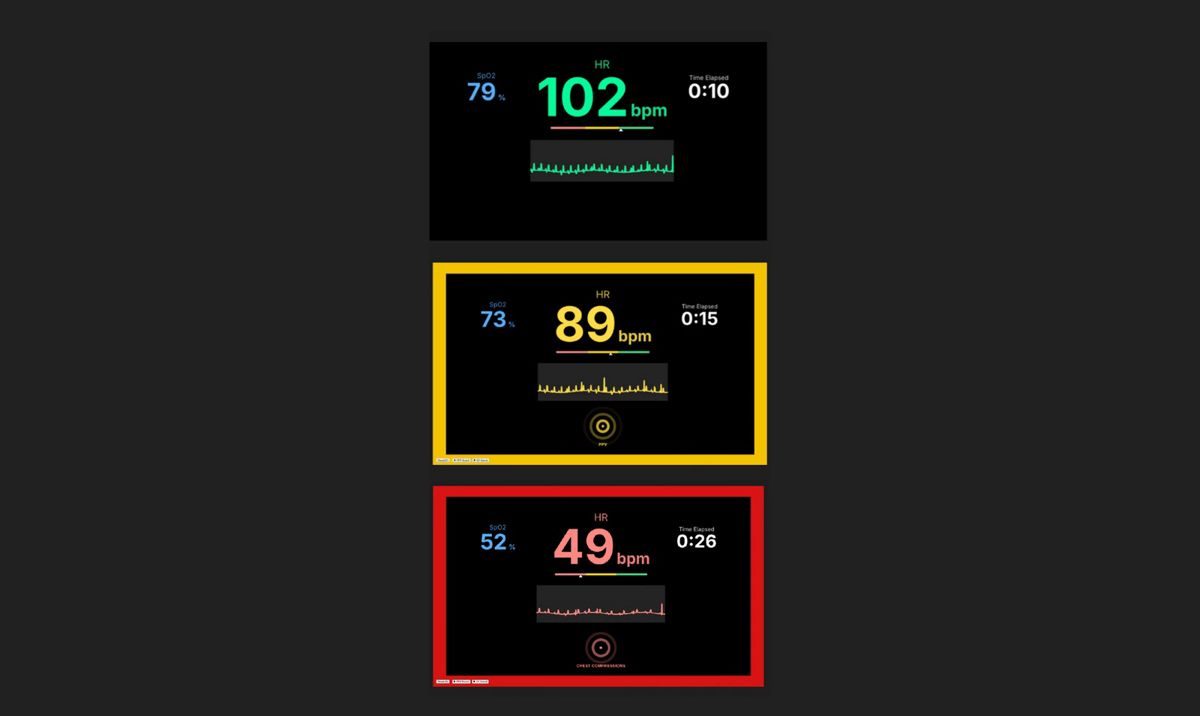 HR
SpO2
Time Elapsed
79 %
102 bpm
0:10
HR
SpO2
Time Elapsed
73 %
89 bpm
0:15
PPV
HR
SpO2
Time Elapsed
52 %
49 bpm
0:26
CHEST COMPRESSIONS